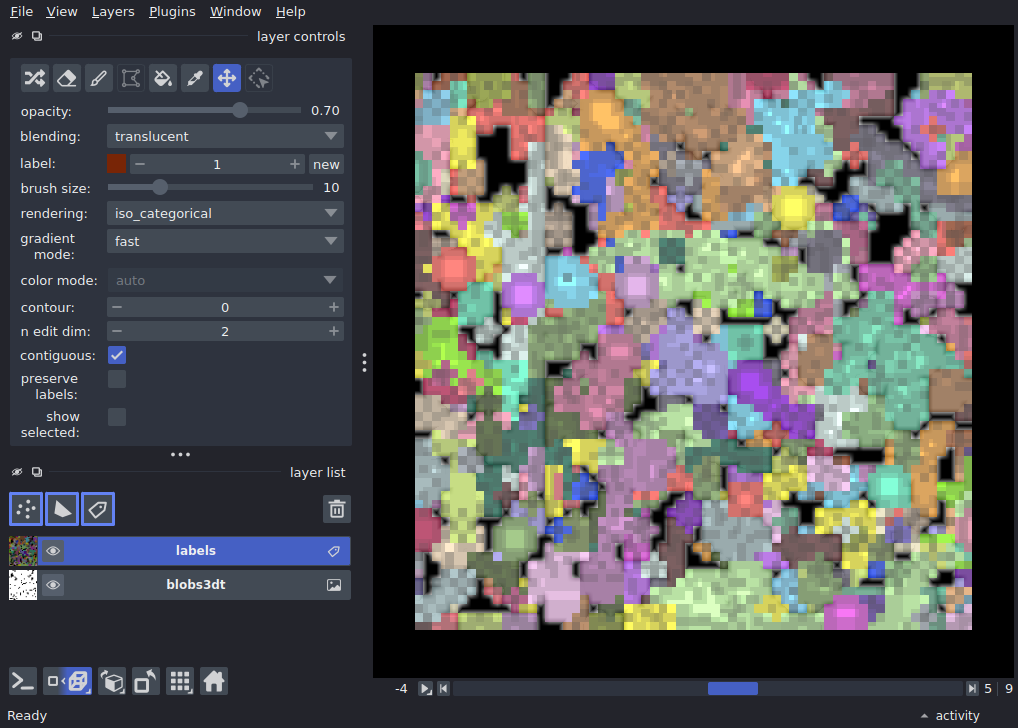 File View Layers Plugins Window Help
layer controls
opacity: 0.70
blending: translucent
label: − 1 + new
brush size: 10
rendering: iso_categorical
gradient
mode: fast
color mode: auto
contour: − 0 +
n edit dim: − 2 +
contiguous:
preserve
labels:
show
selected:
layer list
labels
blobs3dt
-4 5 9
Ready activity